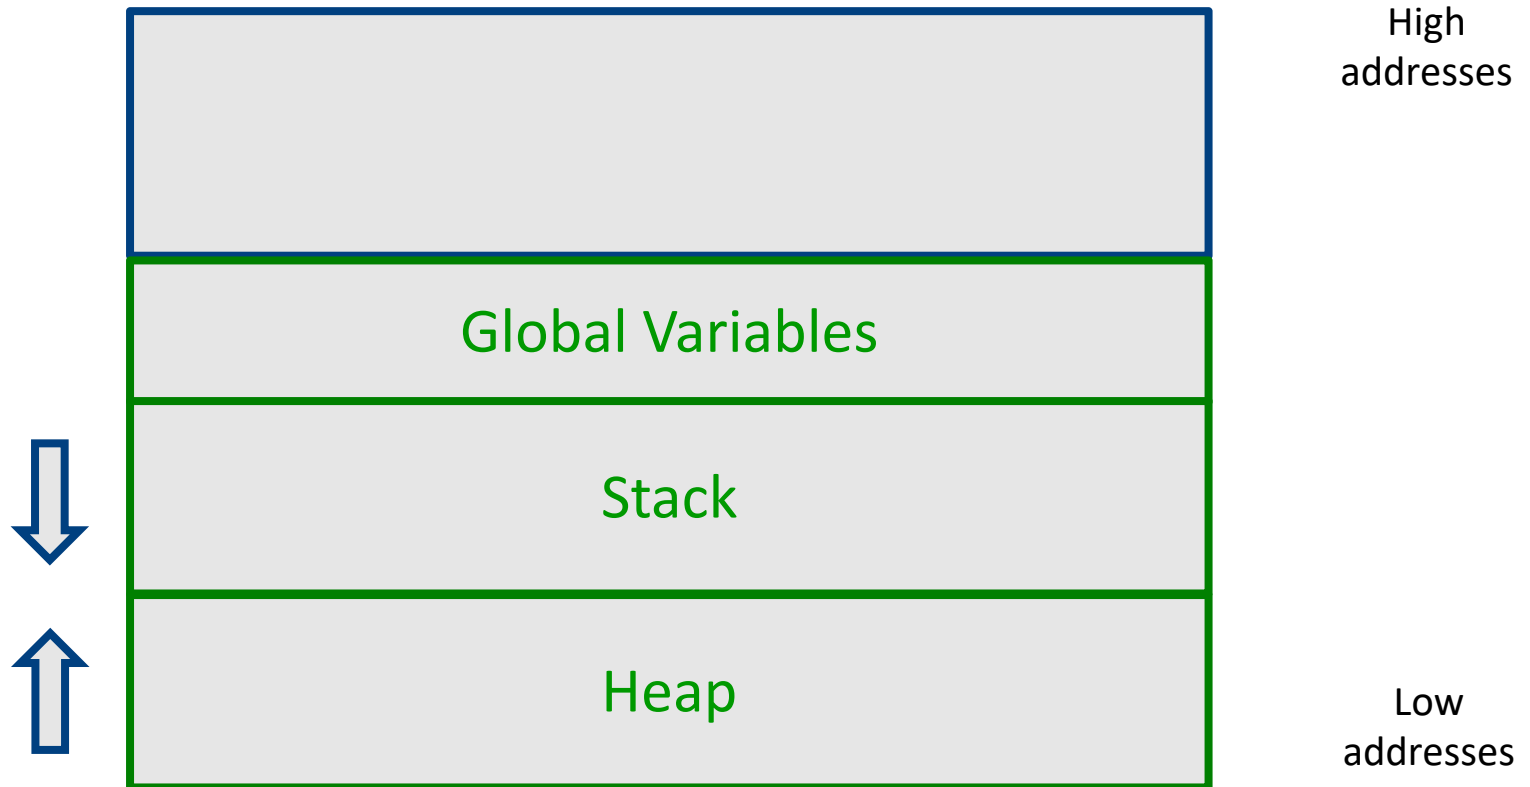 High
addresses
Global Variables
Stack
Heap
Low
addresses